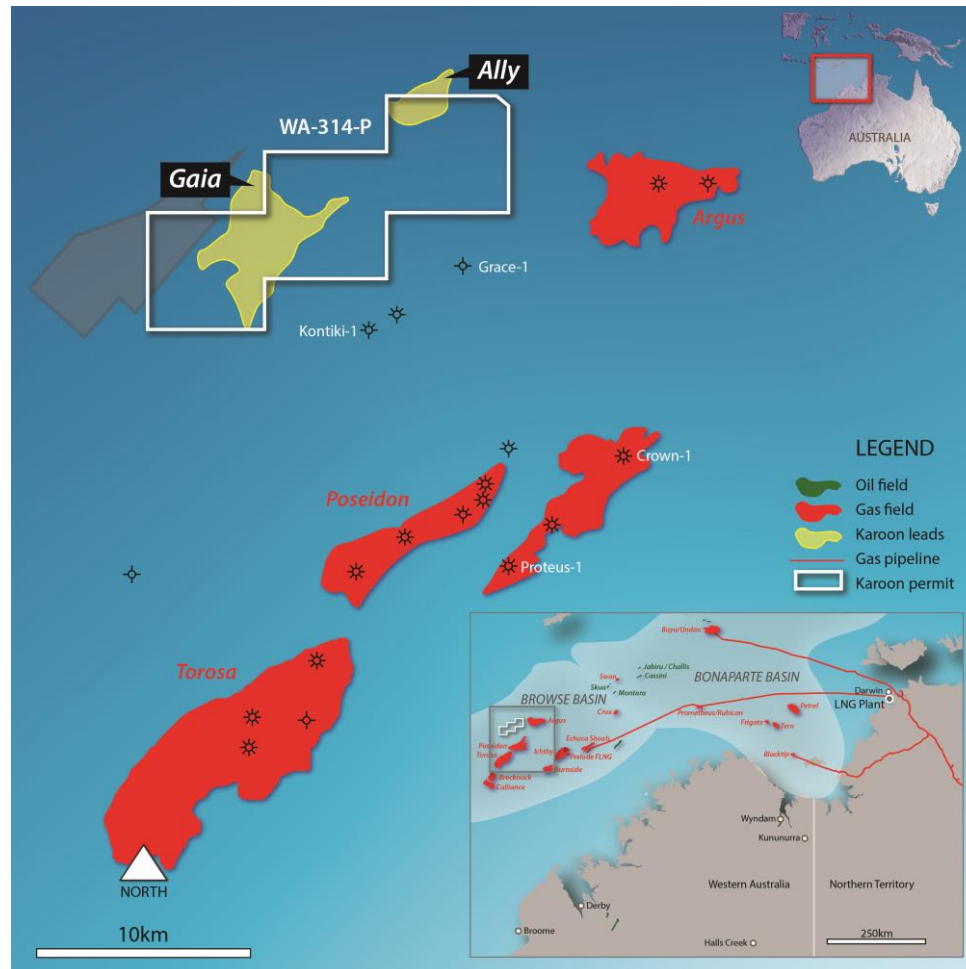 Ally
WA-314-P
Gaia
AUSTRALIA
Argus
Grace-1
Kontiki-1
Crown-1
Poseidon
Proteus-1
Torosa
NORTH
10km
LEGEND
Oil field
Gas field
Karoon leads
Gas pipeline
Karoon permit
Bayu/Undan
Jabiru / Challis
Cassini
Swan
Skua
Montara
BROWSE BASIN
BONAPARTE BASIN
Darwin
LNG Plant
Crux
Prometheus/Rubicon
Petrel
Frigate
Tern
Argus
Echuca Shoals
Poseidon
Torosa
Ichthy
Prelude FLNG
Burnside
Blacktip
Brecknock
Calliance
Wyndam
Kununurra
Western Australia
Northern Territory
Derby
Broome
Halls Creek
250km